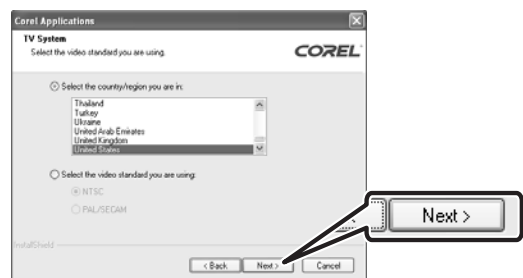 Corel Applications
TV System
Select the video standard you are using.
COREL
Select the country/region you are in:
Thailand
Turkey
Ukraine
United Arab Emirates
United Kingdom
United States
Select the video standard you are using:
NTSC
PAL/SECAM
InstallShield
< Back
Next >
Cancel
Next >